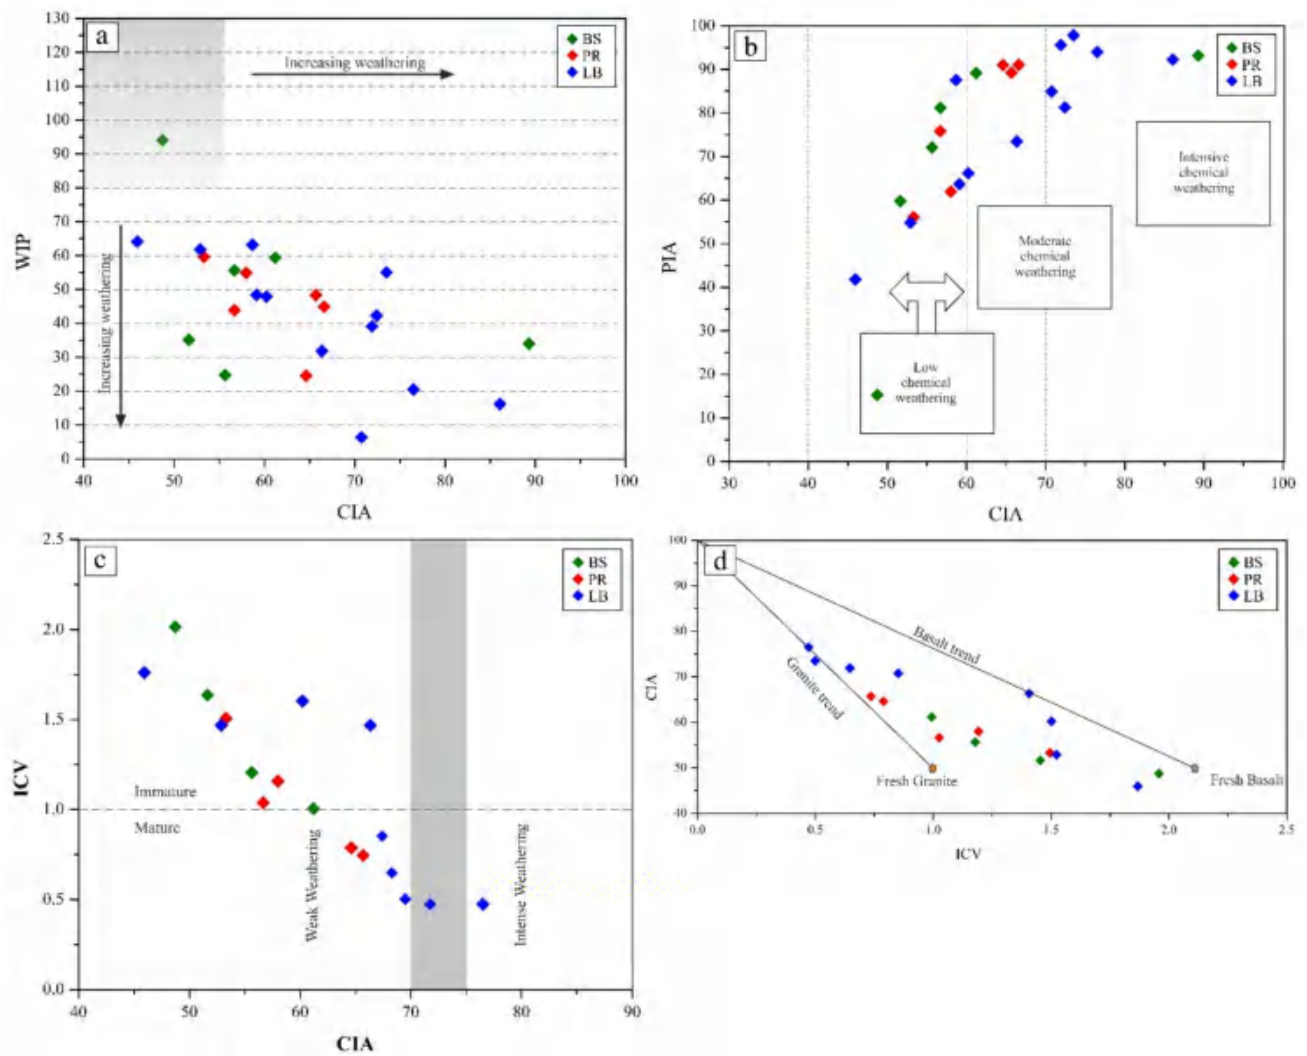 a
130
120
110
100
90
80
70
60
50
40
30
20
10
0
WIP
Increasing weathering
Increasing weathering
BS
PR
LB
40 50 60 70 80 90 100
CIA
b
100
90
80
70
60
50
40
30
20
10
0
PIA
BS
PR
LB
Intensive
chemical
weathering
Moderate
chemical
weathering
Low
chemical
weathering
30 40 50 60 70 80 90 100
CIA
c
2.5
2.0
1.5
1.0
0.5
0.0
ICV
BS
PR
LB
Immature
Mature
Weak Weathering
Intense Weathering
40 50 60 70 80 90
CIA
d
100
90
80
70
60
50
40
CIA
BS
PR
LB
Basalt trend
Granite trend
Fresh Granite
Fresh Basalt
0.0 0.5 1.0 1.5 2.0 2.5
ICV